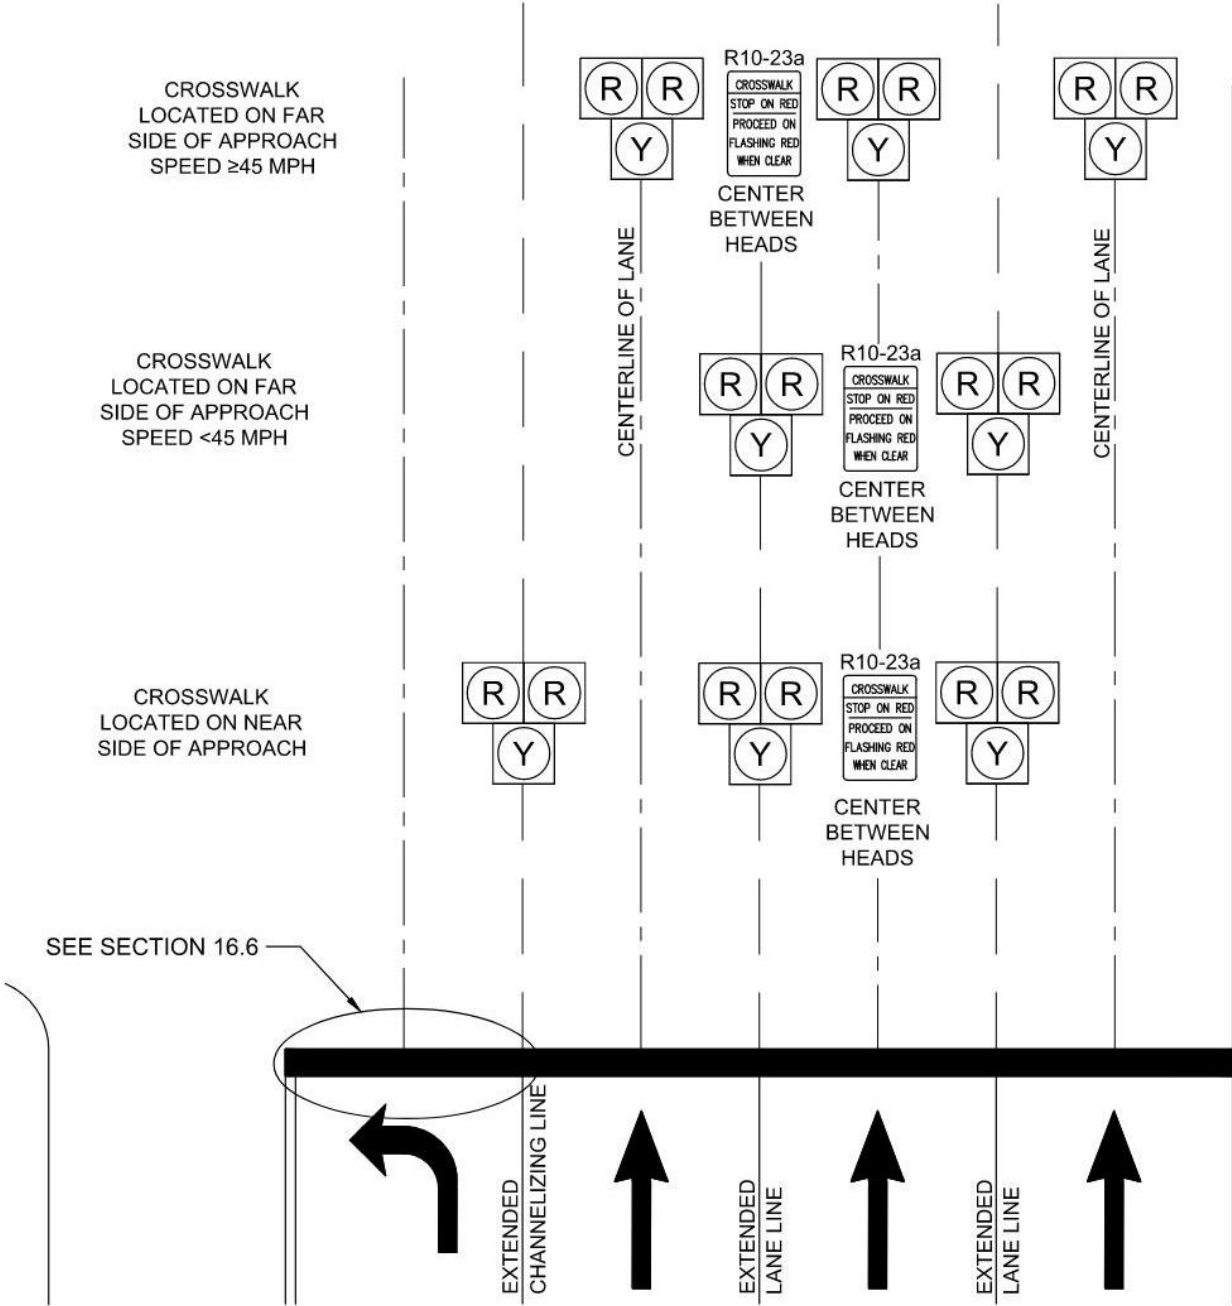 CROSSWALK
LOCATED ON FAR
SIDE OF APPROACH
SPEED ≥45 MPH
R R
Y
R10-23a
CROSSWALK
STOP ON RED
PROCEED ON
FLASHING RED
WHEN CLEAR
CENTER
BETWEEN
HEADS
R R
Y
R R
Y
CENTERLINE OF LANE
CENTERLINE OF LANE
CROSSWALK
LOCATED ON FAR
SIDE OF APPROACH
SPEED <45 MPH
R R
Y
R10-23a
CROSSWALK
STOP ON RED
PROCEED ON
FLASHING RED
WHEN CLEAR
CENTER
BETWEEN
HEADS
R R
Y
CROSSWALK
LOCATED ON NEAR
SIDE OF APPROACH
R R
Y
R R
Y
R10-23a
CROSSWALK
STOP ON RED
PROCEED ON
FLASHING RED
WHEN CLEAR
CENTER
BETWEEN
HEADS
R R
Y
SEE SECTION 16.6
EXTENDED
CHANNELIZING LINE
EXTENDED
LANE LINE
EXTENDED
LANE LINE